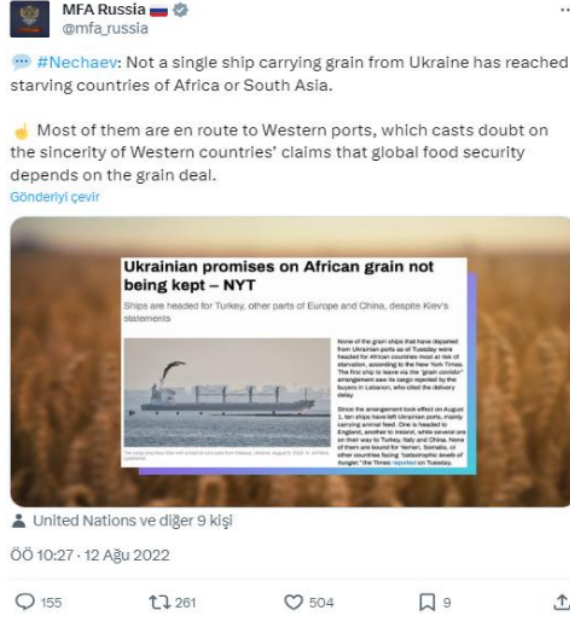 MFA Russia
@mfa_russia
#Nechaev: Not a single ship carrying grain from Ukraine has reached
starving countries of Africa or South Asia.
Most of them are en route to Western ports, which casts doubt on
the sincerity of Western countries' claims that global food security
depends on the grain deal.
Gönderiyi çevir
Ukrainian promises on African grain not
being kept – NYT
Ships are headed for Turkey, other parts of Europe and China, despite Kiev's
statements
None of the grain ships that have departed
from Ukrainian ports as of Tuesday were
headed for African countries most at risk of
starvation, according to the New York Times.
The first ship to leave via the "grain corridor"
arrangement saw its cargo rejected by the
buyers in Lebanon, who cited the delivery
delay.
Since the arrangement took effect on August
1, ten ships have left Ukrainian ports, mainly
carrying animal feed. One is headed to
England, another to Ireland, while several are
on their way to Turkey, Italy and China. None
of them are bound for Yemen, Somalia, or
other countries facing "catastrophic levels of
hunger," the Times reported on Tuesday.
United Nations ve diğer 9 kişi
ÖÖ 10:27 · 12 Ağu 2022
155
261
504
9